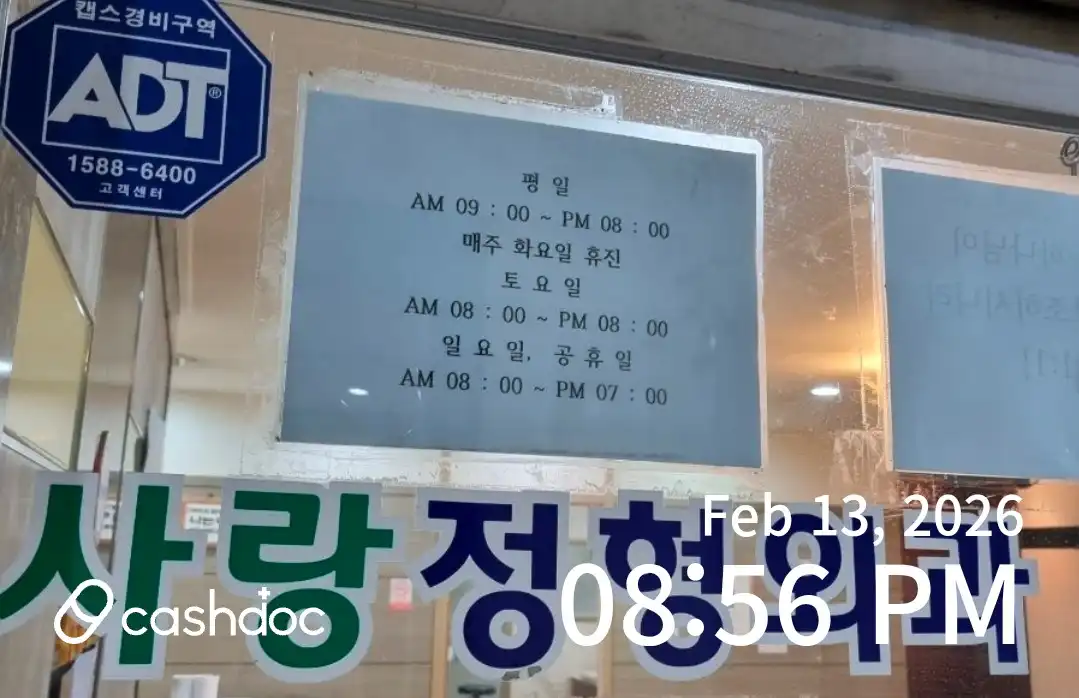 캡스경비구역
ADT®
1588-6400
고객센터
평 일
AM 09 : 00 ~ PM 08 : 00
매주 화요일 휴진
토 요 일
AM 08 : 00 ~ PM 08 : 00
일 요 일, 공 휴 일
AM 08 : 00 ~ PM 07 : 00
사랑정형외과
Feb 13, 2026
08:56 PM
cashdoc